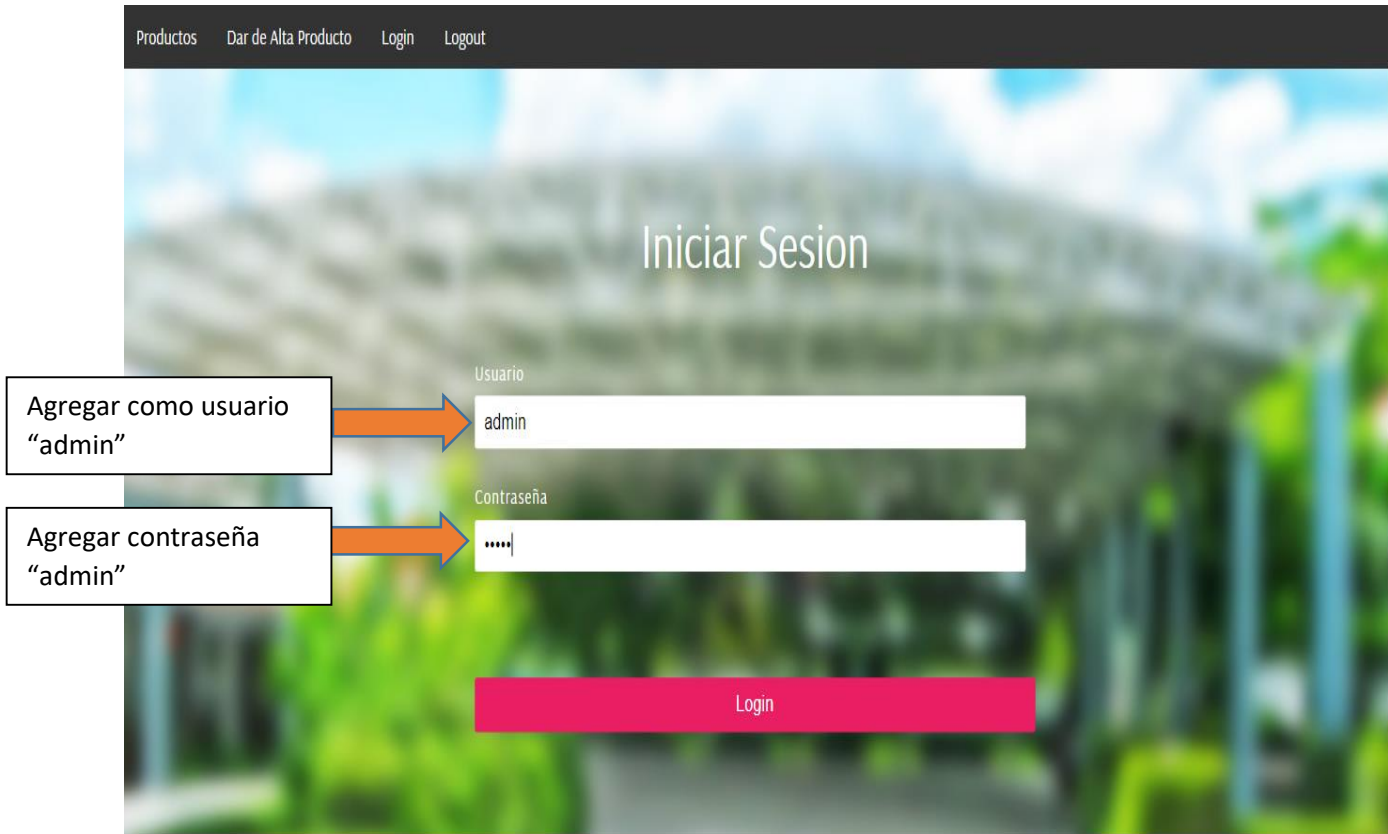 Productos Dar de Alta Producto Login Logout
Iniciar Sesion
Usuario
Agregar como usuario
“admin”
admin
Contraseña
Agregar contraseña
“admin”
•••••
Login